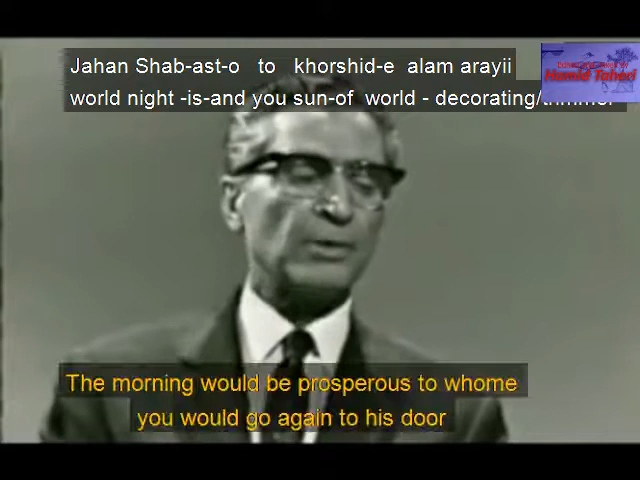 Jahan Shab-ast-o to khorshid-e alam arayii
world night -is-and you sun-of world - decorating/trimmer
Hamid Taheri
The morning would be prosperous to whome
you would go again to his door